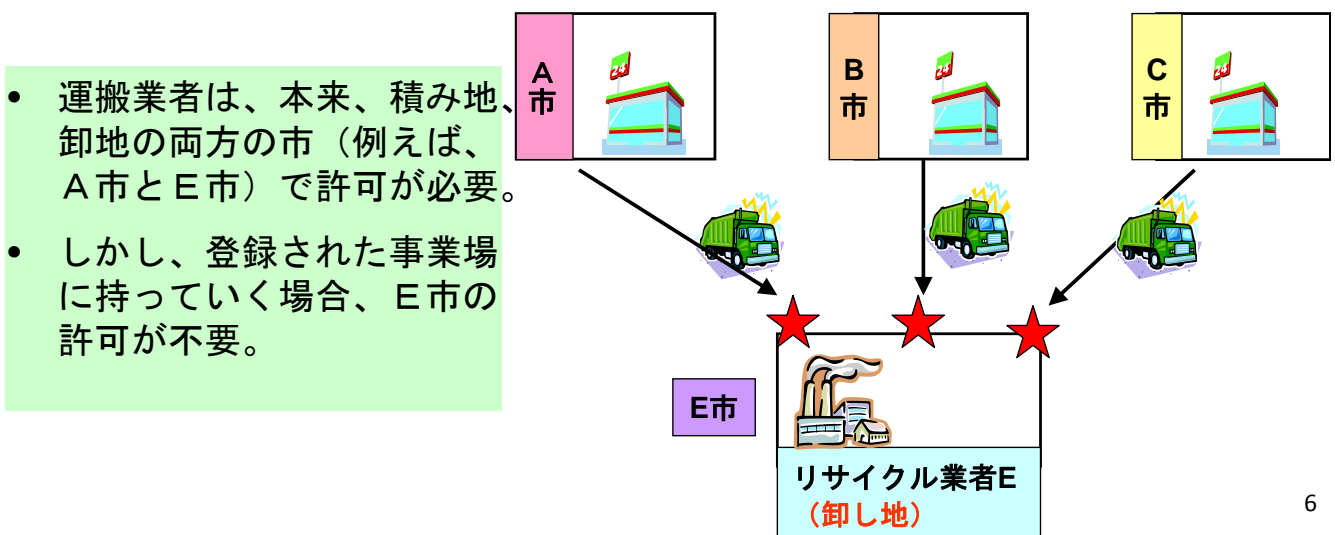 • 運搬業者は、本来、積み地、
卸地の両方の市（例えば、
Ａ市とＥ市）で許可が必要。
• しかし、登録された事業場
に持っていく場合、Ｅ市の
許可が不要。
A
市
24
B
市
24
C
市
24
E市
リサイクル業者E
（卸し地）
6